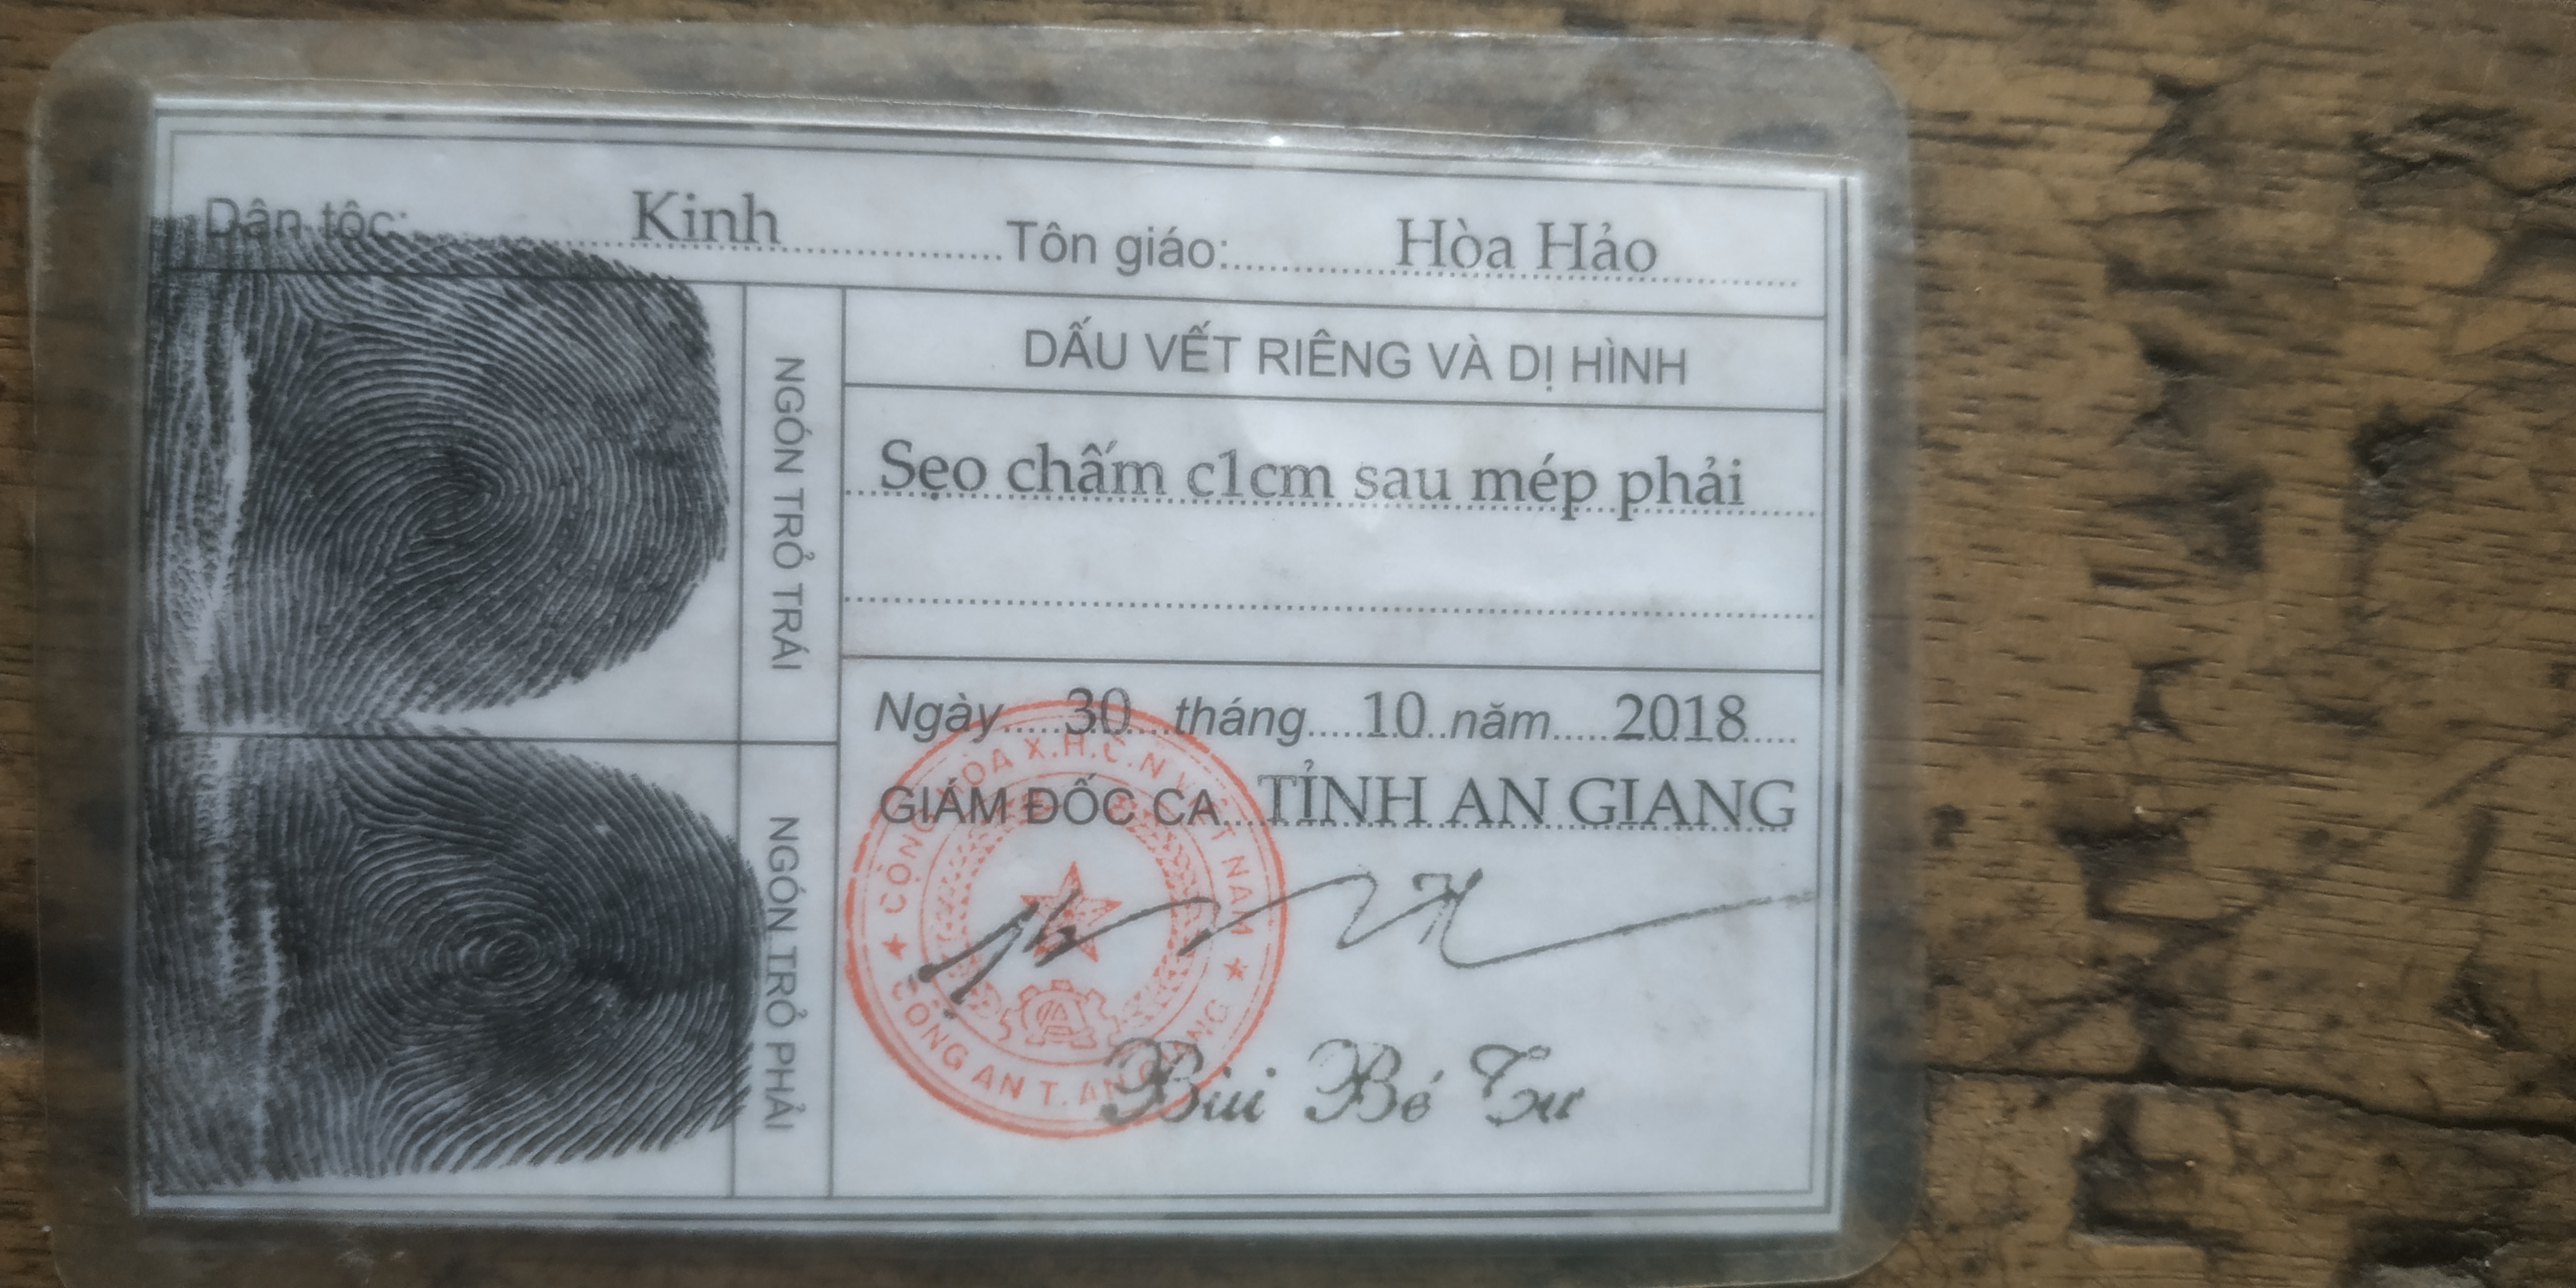 Dân tộc: Kinh Tôn giáo: Hòa Hảo
NGÓN TRỎ TRÁI
NGÓN TRỎ PHẢI
DẤU VẾT RIÊNG VÀ DỊ HÌNH
Sẹo chấm c1cm sau mép phải
Ngày 30 tháng 10 năm 2018
GIÁM ĐỐC CA TỈNH AN GIANG
CỘNG HÒA X.H.C.N VIỆT NAM
CÔNG AN T. AN GIANG
Bùi Bé Tư